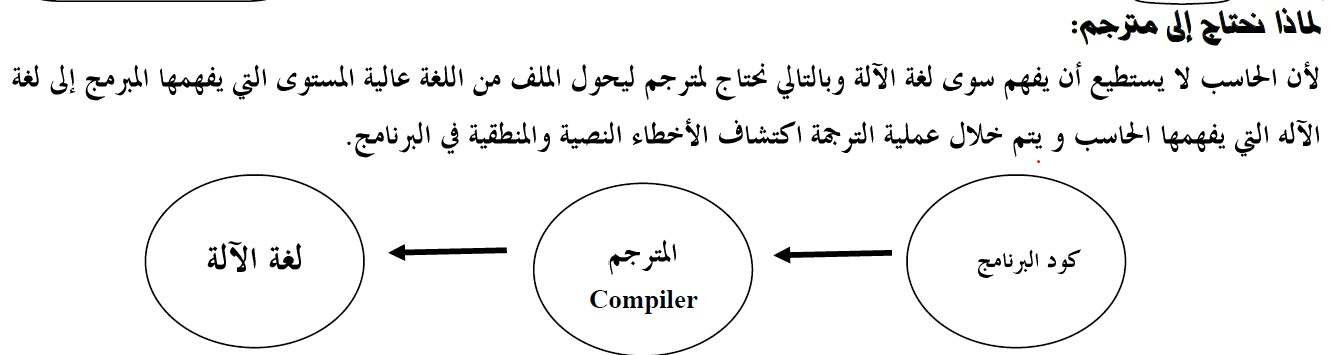 لماذا نحتاج إلى مترجم:
لأن الحاسب لا يستطيع أن يفهم سوى لغة الآلة وبالتالي نحتاج لمترجم ليحول الملف من اللغة عالية المستوى التي يفهمها المبرمج إلى لغة
الآله التي يفهمها الحاسب و يتم خلال عملية الترجمة اكتشاف الأخطاء النصية والمنطقية في البرنامج.
كود البرنامج
المترجم
Compiler
لغة الآلة